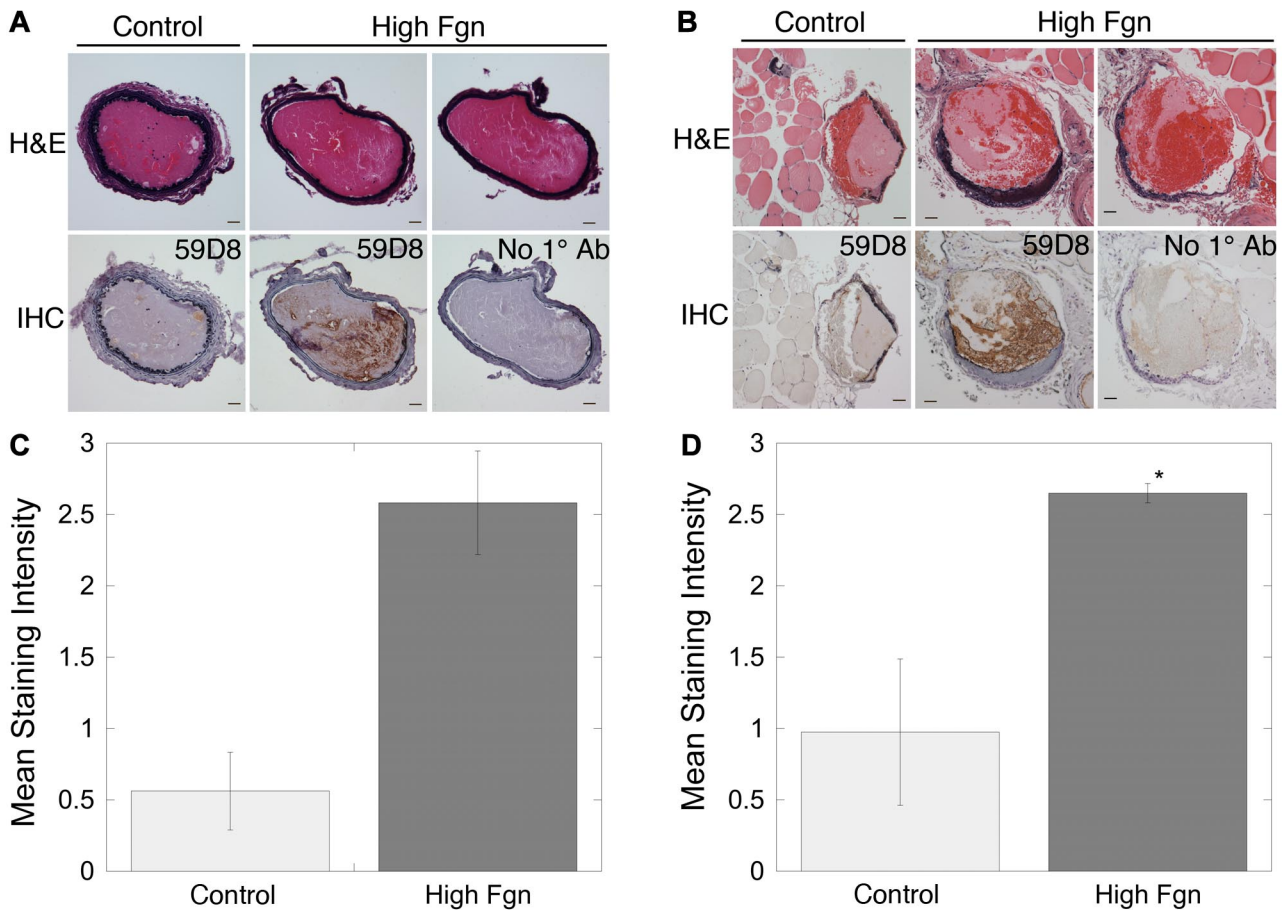 A
Control
High Fgn
H&E
59D8
59D8
No 1° Ab
IHC
B
Control
High Fgn
H&E
59D8
59D8
No 1° Ab
IHC
C
3
2.5
2
1.5
1
0.5
0
Mean Staining Intensity
Control
High Fgn
D
3
2.5
2
1.5
1
0.5
0
Mean Staining Intensity
*
Control
High Fgn